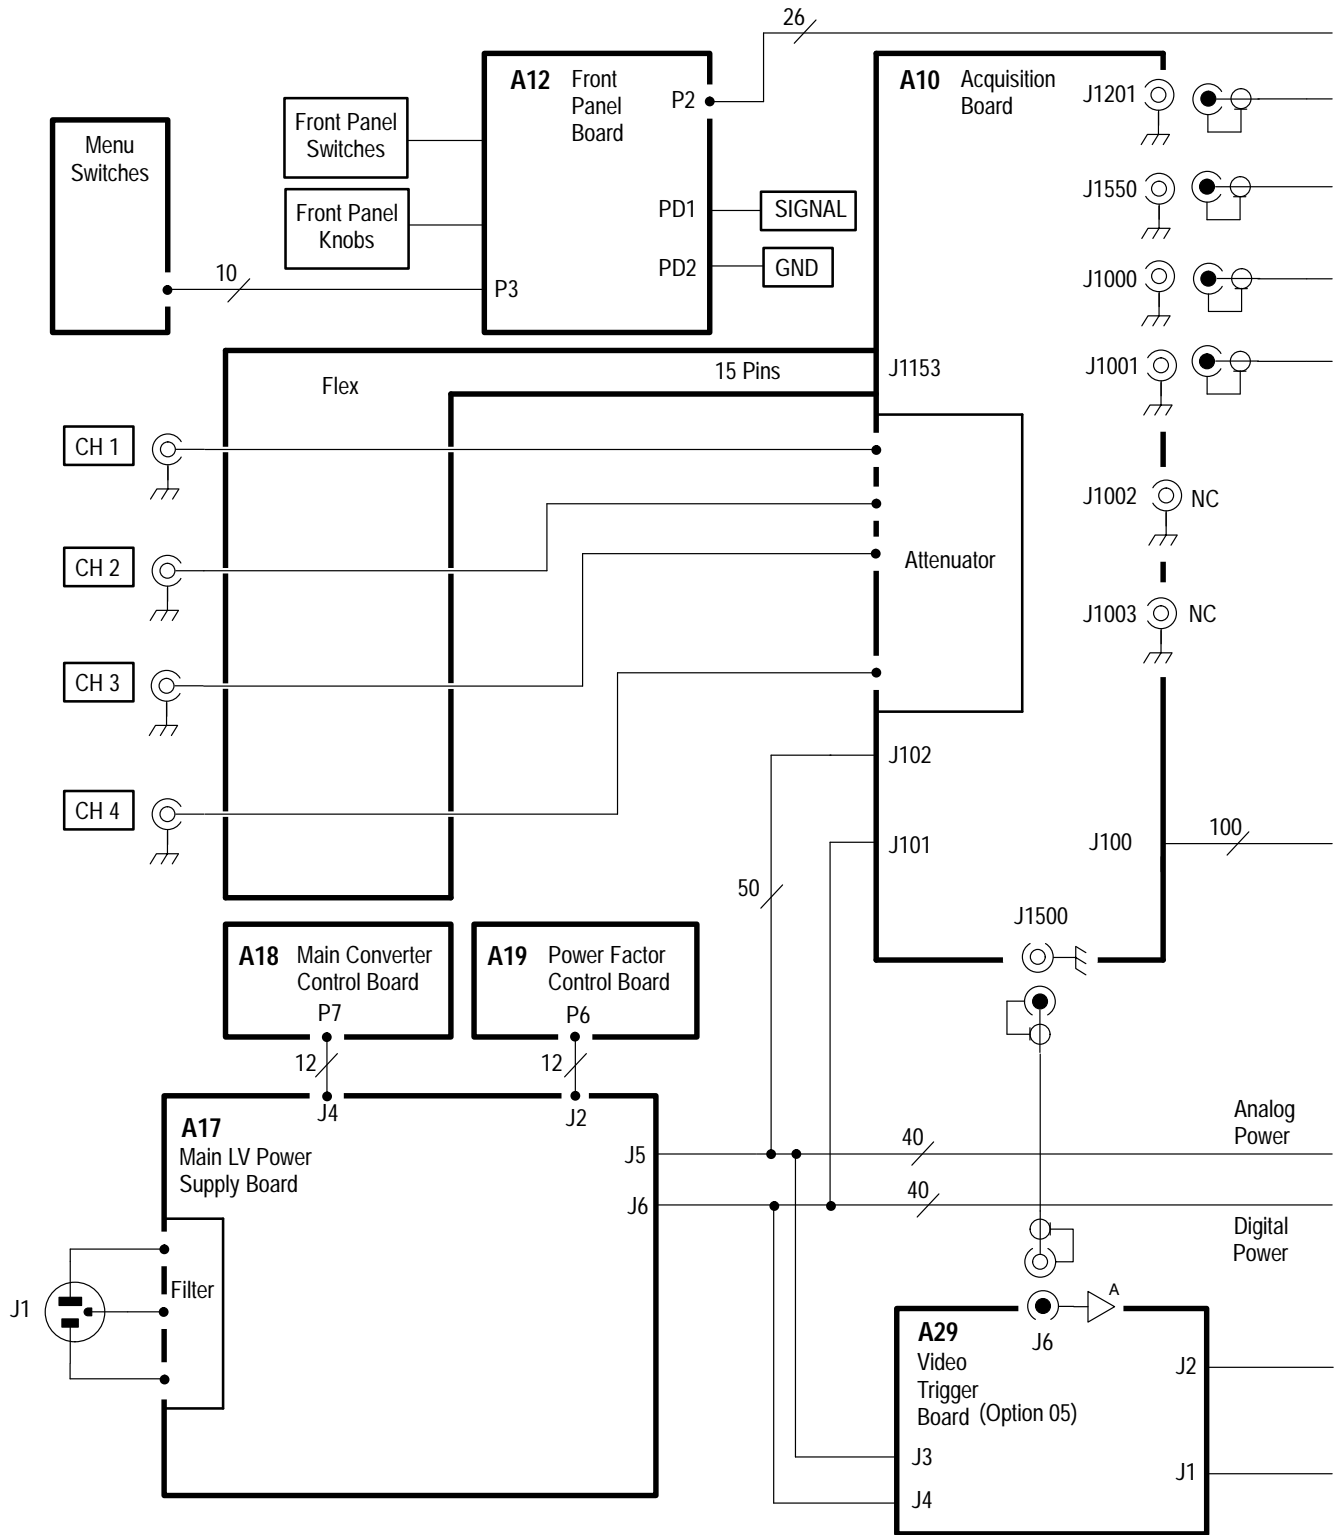 26
A12 Front
Panel
Board
P2
A10 Acquisition
Board
J1201
Front Panel
Switches
Menu
Switches
J1550
Front Panel
Knobs
PD1
SIGNAL
PD2
GND
10
P3
J1000
15 Pins
J1153
J1001
Flex
CH 1
J1002
NC
CH 2
Attenuator
J1003
NC
CH 3
J102
CH 4
J101
J100
100
50
J1500
A18 Main Converter
Control Board
P7
A19 Power Factor
Control Board
P6
12
12
J4
J2
A17
Main LV Power
Supply Board
J5
40
Analog
Power
J6
40
Digital
Power
Filter
J1
A
J6
A29
Video
Trigger
Board (Option 05)
J2
J3
J1
J4